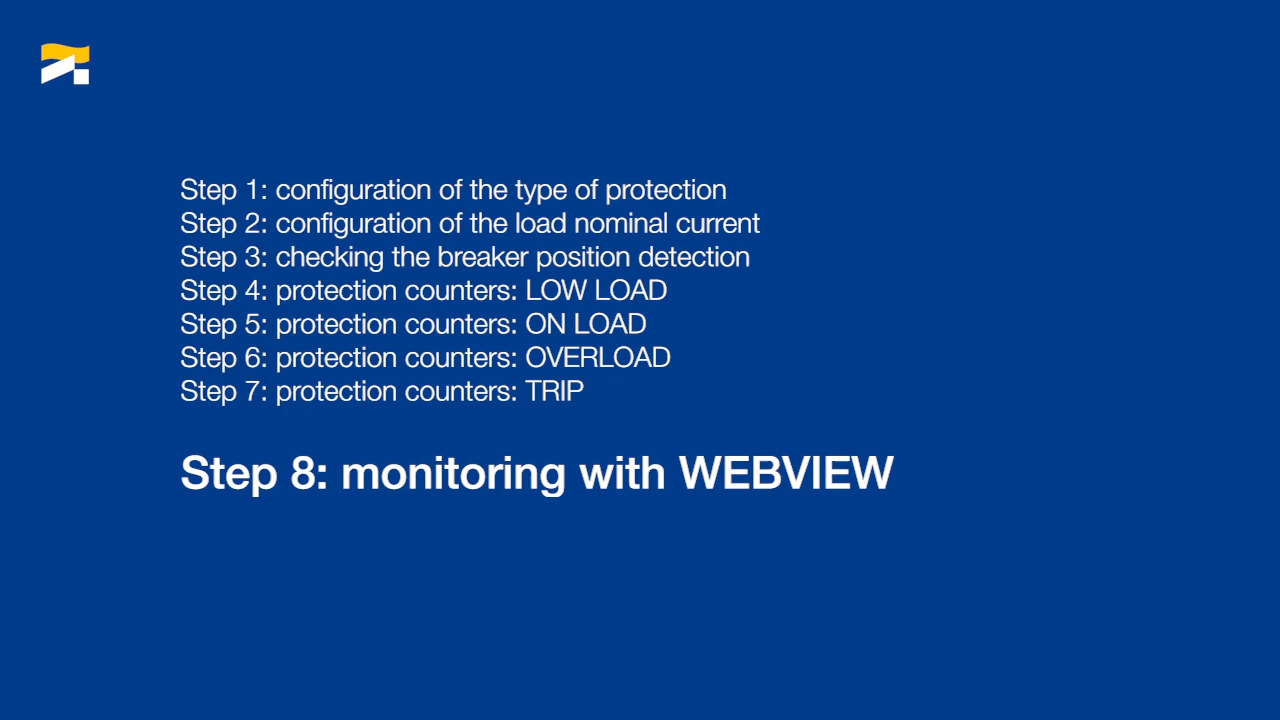 Step 1: configuration of the type of protection
Step 2: configuration of the load nominal current
Step 3: checking the breaker position detection
Step 4: protection counters: LOW LOAD
Step 5: protection counters: ON LOAD
Step 6: protection counters: OVERLOAD
Step 7: protection counters: TRIP
Step 8: monitoring with WEBVIEW